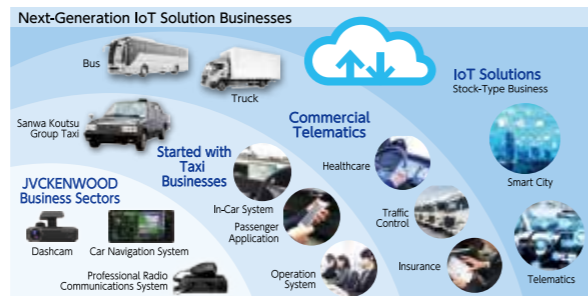 Next-Generation IoT Solution Businesses
Bus
Truck
Sanwa Koutsu
Group Taxi
Started with
Taxi
Businesses
In-Car System
Passenger
Application
Operation
System
JVCKENWOOD
Business Sectors
Dashcam
Car Navigation System
Professional Radio
Communications System
Commercial
Telematics
Healthcare
Traffic
Control
Insurance
IoT Solutions
Stock-Type Business
Smart City
Telematics